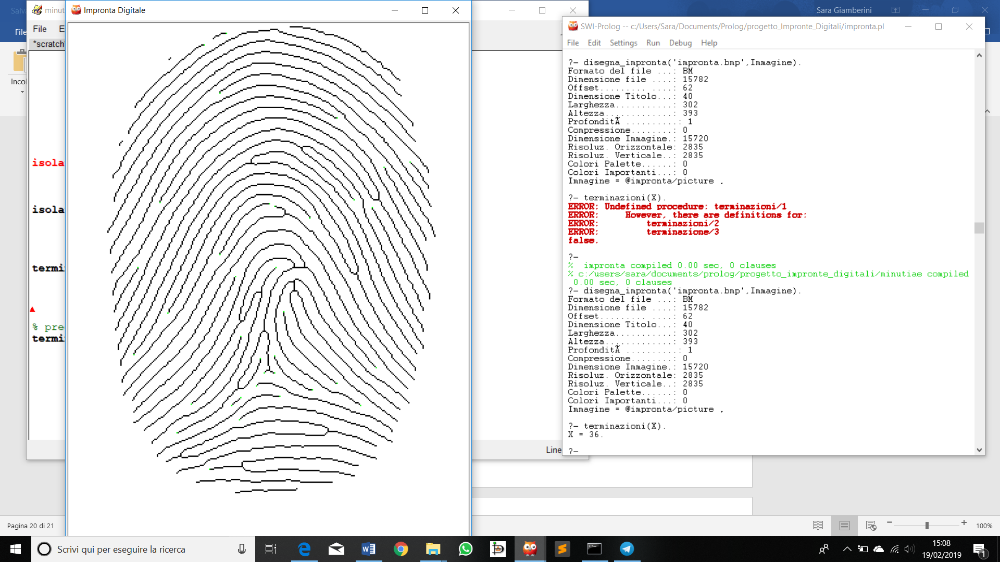 Sara Giamberini
File
Inco
Pagina 20 di 21
100%
minut
File E
*scratch
isola
isola
termi
% pre
termi
Line
Impronta Digitale
SWI-Prolog -- c:/Users/Sara/Documents/Prolog/progetto_Impronte_Digitali/impronta.pl
File Edit Settings Run Debug Help
?- disegna_impronta('impronta.bmp',Immagine).
Formato del file ...: BM
Dimensione file ....: 15782
Offset......... ....: 62
Dimensione Titolo...: 40
Larghezza...........: 302
Altezza.............: 393
Profondità ..........: 1
Compressione........: 0
Dimensione Immagine.: 15720
Risoluz. Orizzontale: 2835
Risoluz. Verticale..: 2835
Colori Palette......: 0
Colori Importanti...: 0
Immagine = @impronta/picture ,
?- terminazioni(X).
ERROR: Undefined procedure: terminazioni/1
ERROR: However, there are definitions for:
ERROR: terminazioni/2
ERROR: terminazione/3
false.
?-
% impronta compiled 0.00 sec, 0 clauses
% c:/users/sara/documents/prolog/progetto_impronte_digitali/minutiae compiled
0.00 sec, 0 clauses
?- disegna_impronta('impronta.bmp',Immagine).
Formato del file ...: BM
Dimensione file ....: 15782
Offset......... ....: 62
Dimensione Titolo...: 40
Larghezza...........: 302
Altezza.............: 393
Profondità ..........: 1
Compressione........: 0
Dimensione Immagine.: 15720
Risoluz. Orizzontale: 2835
Risoluz. Verticale..: 2835
Colori Palette......: 0
Colori Importanti...: 0
Immagine = @impronta/picture ,
?- terminazioni(X).
X = 36.
?-
Scrivi qui per eseguire la ricerca
15:08
19/02/2019
1